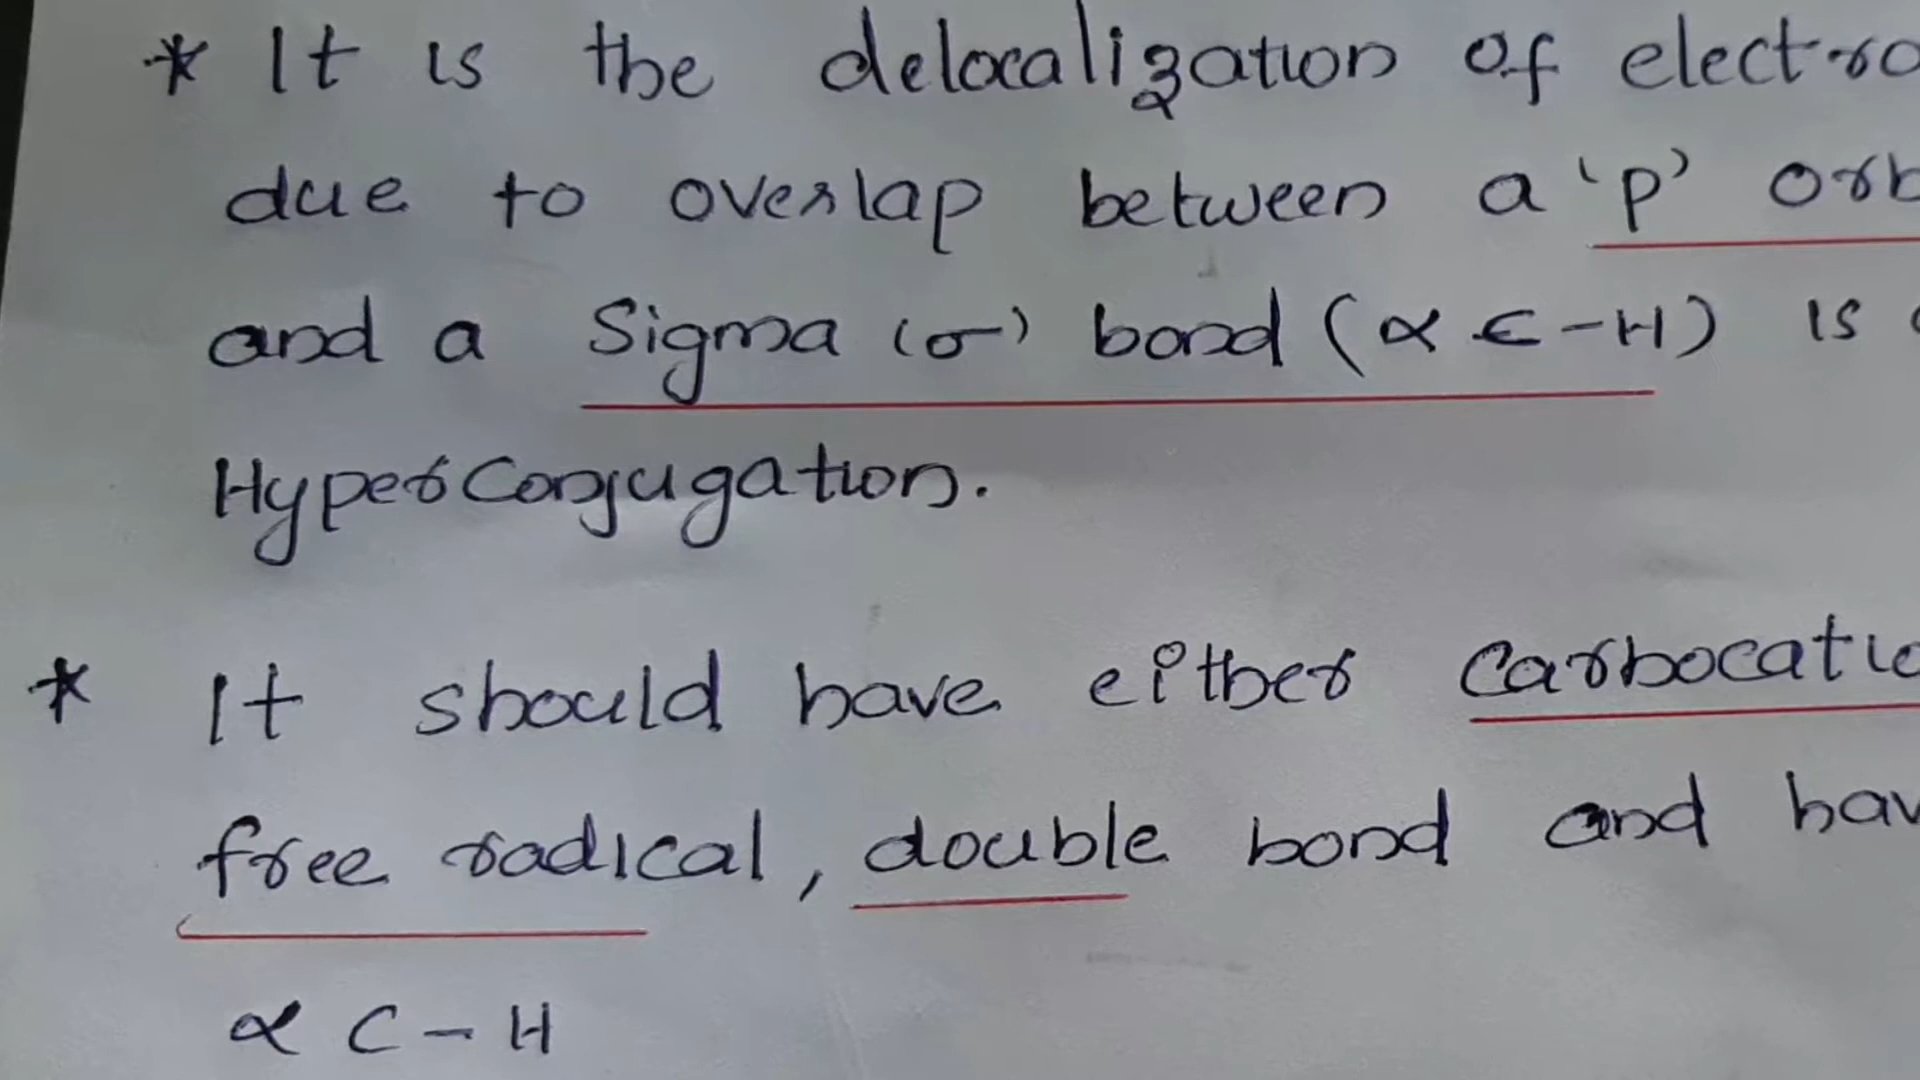 * It is the delocalization of electro
due to overlap between a 'p' orb
and a Sigma (σ) bond (α C-H) is
HyperConjugation.
* It should have either Carbocatio
free radical, double bond and hav
α C-H